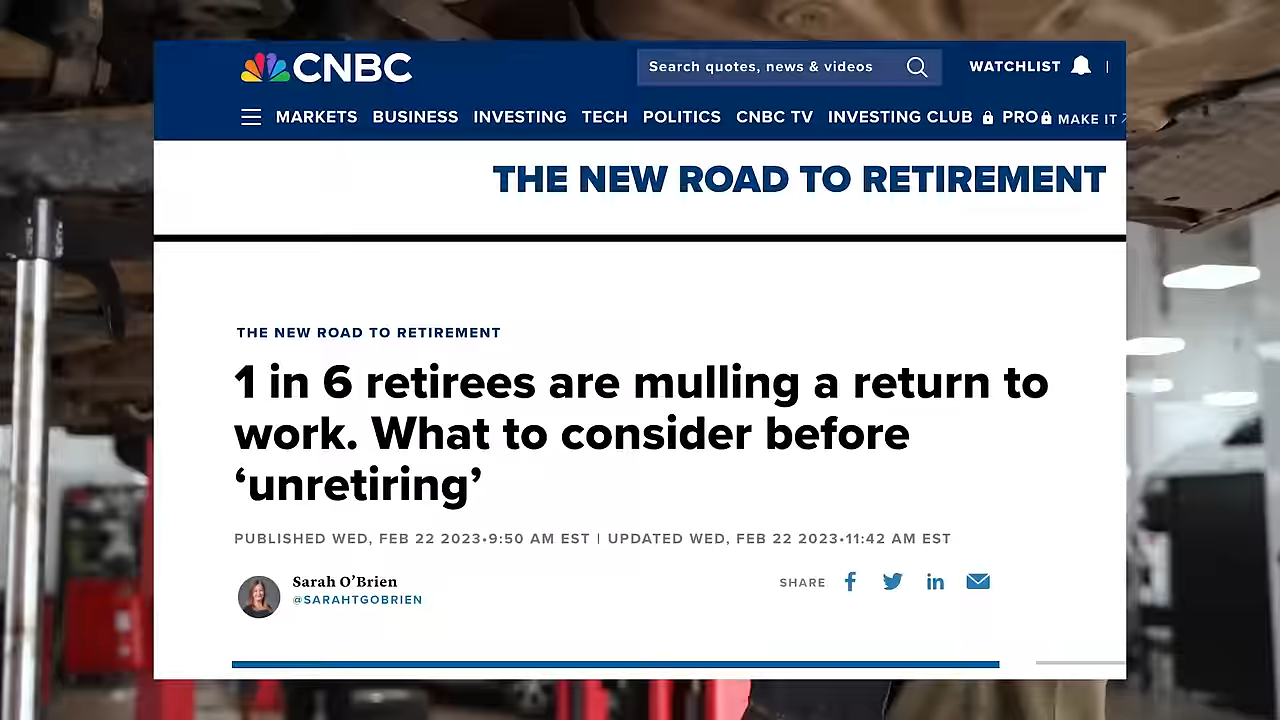 CNBC
Search quotes, news & videos
WATCHLIST
MARKETS BUSINESS INVESTING TECH POLITICS CNBC TV INVESTING CLUB PRO MAKE IT
THE NEW ROAD TO RETIREMENT
THE NEW ROAD TO RETIREMENT
1 in 6 retirees are mulling a return to
work. What to consider before
‘unretiring’
PUBLISHED WED, FEB 22 2023•9:50 AM EST | UPDATED WED, FEB 22 2023•11:42 AM EST
Sarah O’Brien
@SARAHTGOBRIEN
SHARE